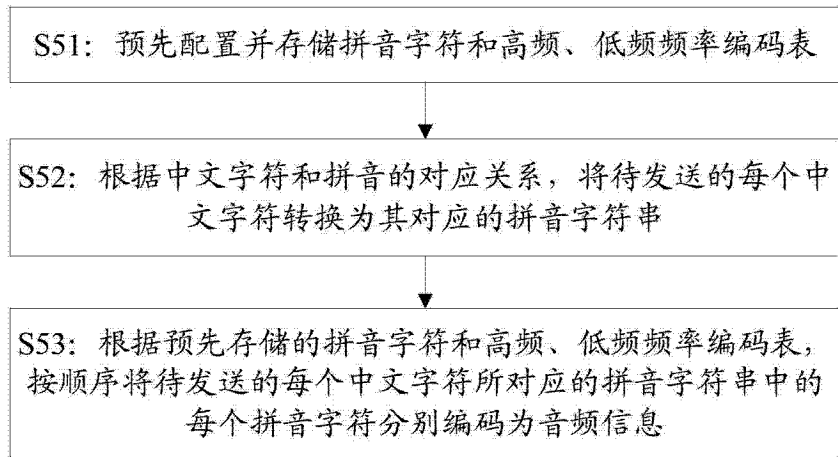 S51：预先配置并存储拼音字符和高频、低频频率编码表
S52：根据中文字符和拼音的对应关系，将待发送的每个中
文字符转换为其对应的拼音字符串
S53：根据预先存储的拼音字符和高频、低频频率编码表，
按顺序将待发送的每个中文字符所对应的拼音字符串中的
每个拼音字符分别编码为音频信息